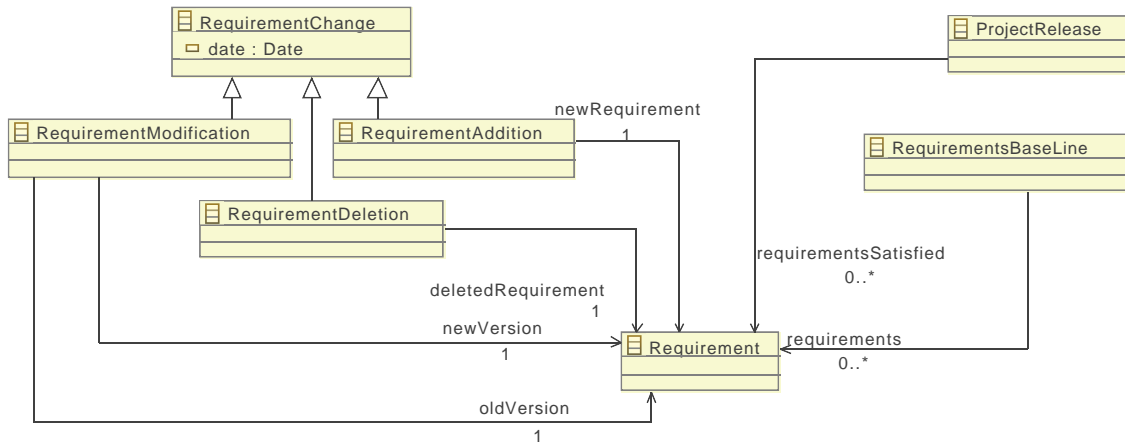 RequirementChange
date : Date
ProjectRelease
newRequirement
1
RequirementModification
RequirementAddition
RequirementsBaseLine
RequirementDeletion
requirementsSatisfied
0..*
deletedRequirement
1
newVersion
1
Requirement
requirements
0..*
oldVersion
1